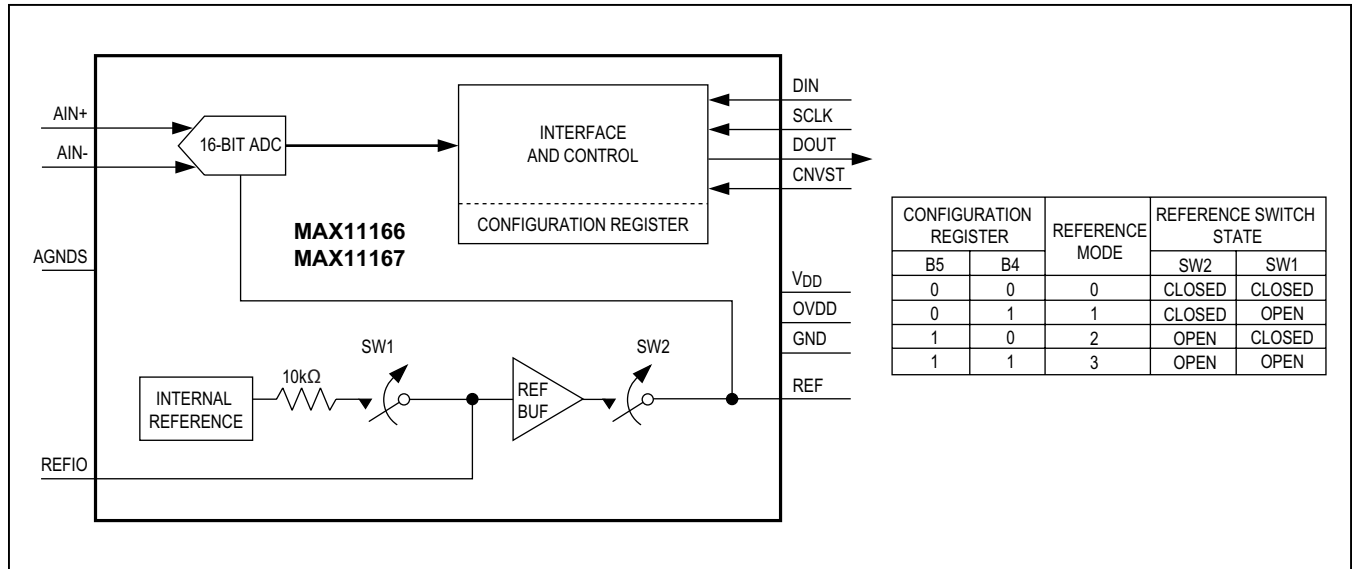 AIN+
AIN-
16-BIT ADC
INTERFACE
AND CONTROL
CONFIGURATION REGISTER
DIN
SCLK
DOUT
CNVST
MAX11166
MAX11167
AGNDS
VDD
OVDD
GND
REF
SW1
SW2
10kΩ
INTERNAL
REFERENCE
REF
BUF
REFIO
CONFIGURATION
REGISTER
REFERENCE
MODE
REFERENCE SWITCH
STATE
B5 B4 SW2 SW1
0 0 0 CLOSED CLOSED
0 1 1 CLOSED OPEN
1 0 2 OPEN CLOSED
1 1 3 OPEN OPEN